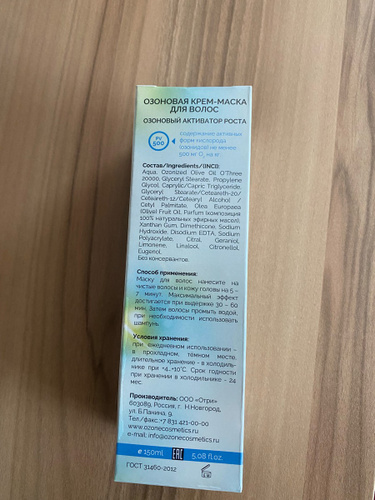 ОЗОНОВАЯ КРЕМ-МАСКА
ДЛЯ ВОЛОС
ОЗОНОВЫЙ АКТИВАТОР РОСТА
PV
500
содержание активных
форм кислорода
(озонидов) не менее
500 мг O₂ на кг
Состав/Ingredients/(INCI):
Aqua, Ozonized Olive Oil O'Three
20000, Glyceryl Stearate, Propylene
Glycol, Caprylic/Capric Triglyceride,
Glyceryl Stearate/Ceteareth-20/
Ceteareth-12/Cetearyl Alcohol /
Cetyl Palmitate, Olea Europaea
(Olive) Fruit Oil, Parfum (композиция
100% натуральных эфирных масел),
Xanthan Gum, Dimethicone, Sodium
Hydroxide, Disodium EDTA, Sodium
Polyacrylate, Citral, Geraniol,
Limonene, Linalool, Citronellol,
Eugenol.
Без консервантов.
Способ применения:
Маску для волос нанесите на
чистые волосы и кожу головы на 5 –
7 минут. Максимальный эффект
достигается при выдержке 30 – 60
мин. Затем волосы промыть водой,
при необходимости использовать
шампунь.
Условия хранения:
при ежедневном использовании -
в прохладном, тёмном месте,
длительное хранение - в холодиль-
нике при +4..+10°С. Срок годности
при хранении в холодильнике – 24
мес.
Производитель: ООО «Отри»
603089, Россия, г. Н.Новгород,
ул. Б.Панина, 9.
Тел./факс: +7 831 421-00-00
www.ozonecosmetics.ru
e-mail: info@ozonecosmetics.ru
e 150ml EAC 5.08 fl.oz.
ГОСТ 31460-2012